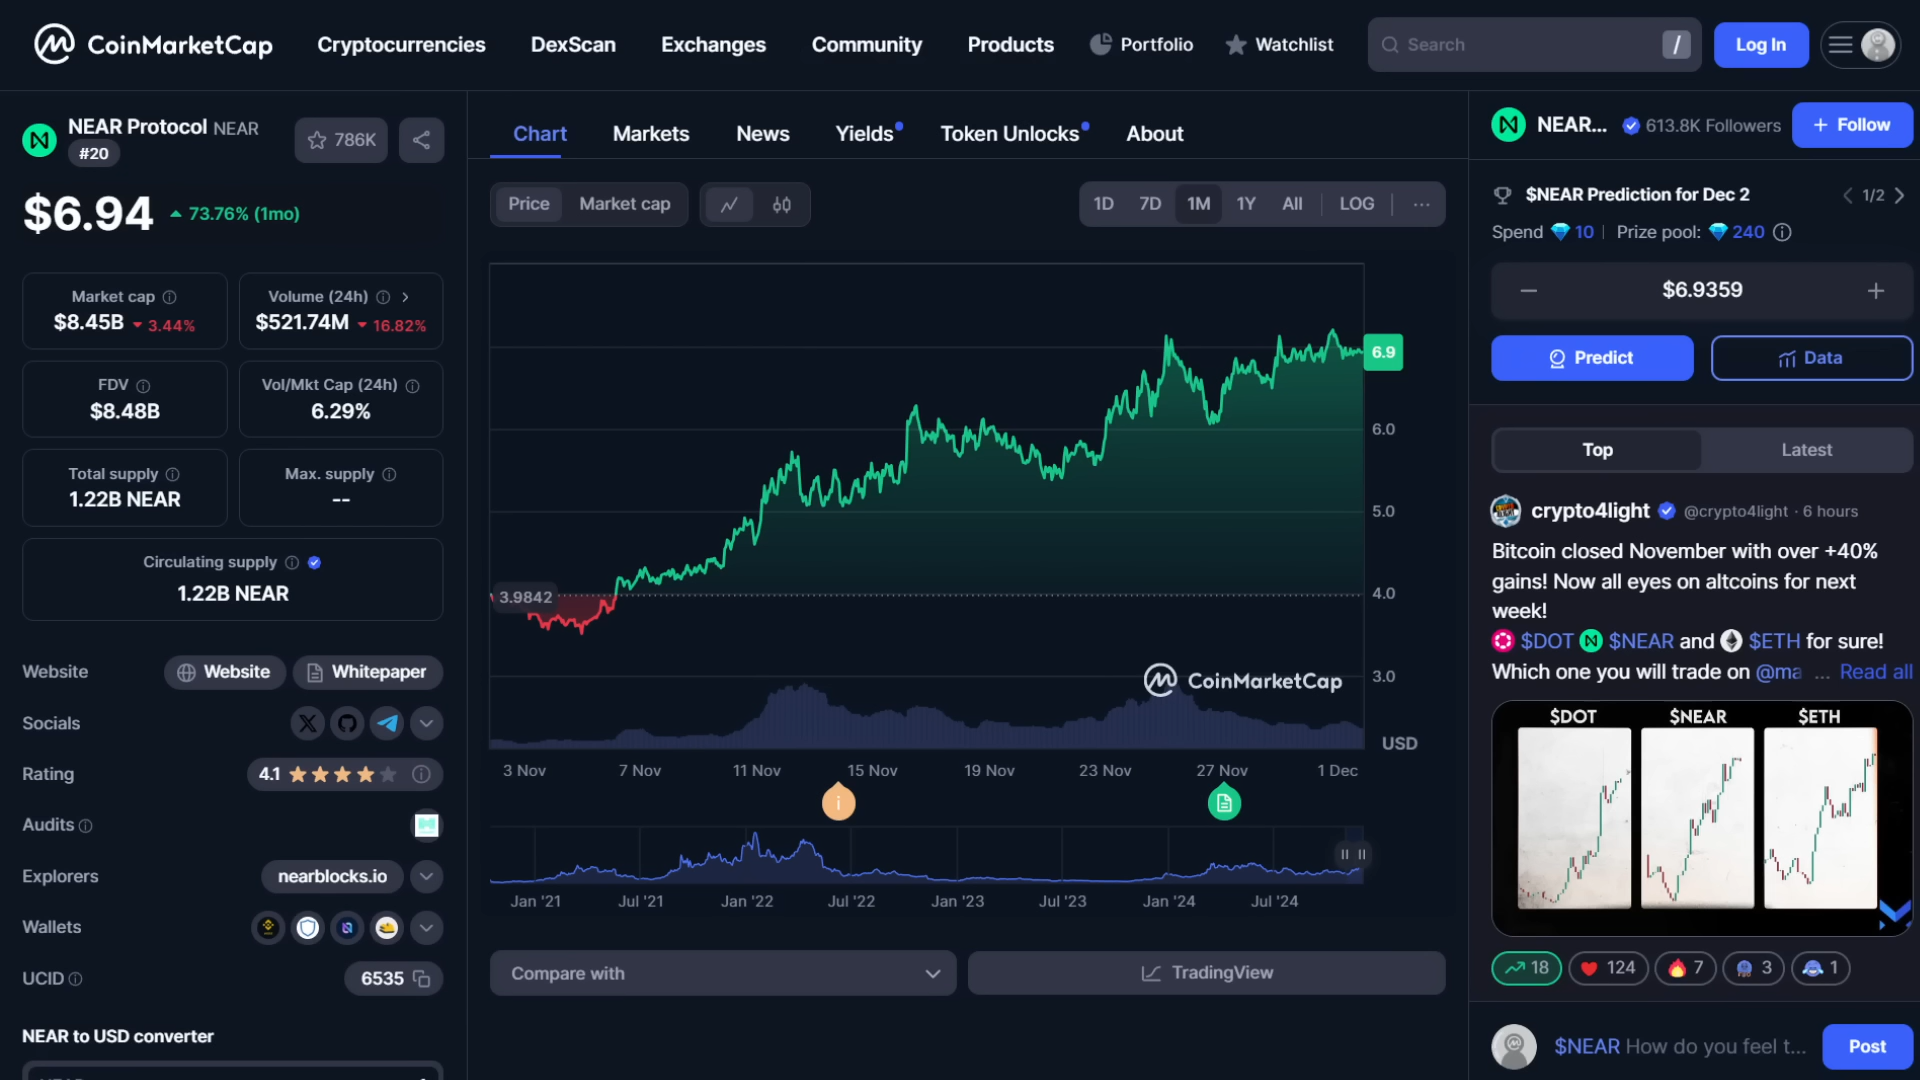 CoinMarketCap
Cryptocurrencies DexScan Exchanges Community Products Portfolio Watchlist Search / Log In
NEAR Protocol NEAR
#20
786K
$6.94 73.76% (1mo)
Market cap
$8.45B 3.44%
Volume (24h)
$521.74M 16.82%
FDV
$8.48B
Vol/Mkt Cap (24h)
6.29%
Total supply
1.22B NEAR
Max. supply
--
Circulating supply
1.22B NEAR
Website Website Whitepaper
Socials
Rating 4.1
Audits
Explorers nearblocks.io
Wallets
UCID 6535
NEAR to USD converter
Chart Markets News Yields Token Unlocks About
Price Market cap
1D 7D 1M 1Y All LOG ...
6.9
6.0
5.0
4.0
3.0
3.9842
CoinMarketCap
USD
3 Nov 7 Nov 11 Nov 15 Nov 19 Nov 23 Nov 27 Nov 1 Dec
Jan '21 Jul '21 Jan '22 Jul '22 Jan '23 Jul '23 Jan '24 Jul '24
Compare with
TradingView
NEAR... 613.8K Followers + Follow
$NEAR Prediction for Dec 2 1/2
Spend 10 Prize pool: 240
$6.9359
Predict
Data
Top Latest
crypto4light @crypto4light · 6 hours
Bitcoin closed November with over +40%
gains! Now all eyes on altcoins for next
week!
$DOT $NEAR and $ETH for sure!
Which one you will trade on @ma ... Read all
$DOT $NEAR $ETH
18 124 7 3 1
$NEAR How do you feel t... Post